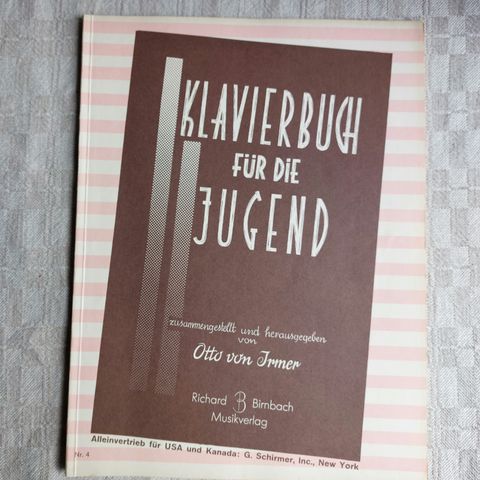 KLAVIERBUCH
FÜR DIE
JUGEND
zusammengestellt und herausgegeben
von
Otto von Irmer
Richard B Birnbach
Musikverlag
Alleinvertrieb für USA und Kanada: G. Schirmer, Inc., New York
Nr. 4